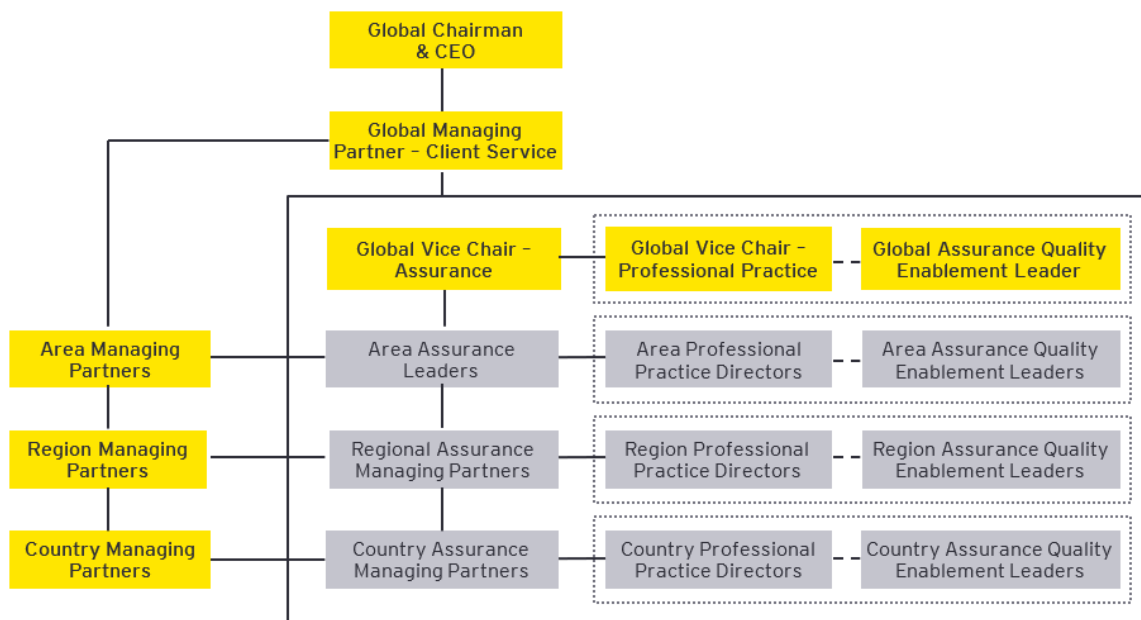 Global Chairman
& CEO
Global Managing
Partner – Client Service
Global Vice Chair –
Assurance
Global Vice Chair –
Professional Practice
Global Assurance Quality
Enablement Leader
Area Managing
Partners
Area Assurance
Leaders
Area Professional
Practice Directors
Area Assurance Quality
Enablement Leaders
Region Managing
Partners
Regional Assurance
Managing Partners
Region Professional
Practice Directors
Region Assurance Quality
Enablement Leaders
Country Managing
Partners
Country Assurance
Managing Partners
Country Professional
Practice Directors
Country Assurance Quality
Enablement Leaders